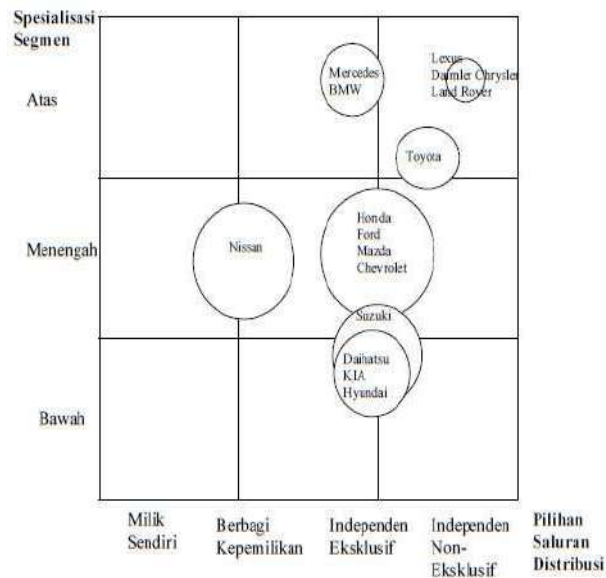 Spesialisasi
Segmen
Atas
Mercedes
BMW
Lexus
Daimler Chrysler
Land Rover
Toyota
Menengah
Nissan
Honda
Ford
Mazda
Chevrolet
Suzuki
Daihatsu
KIA
Hyundai
Bawah
Milik
Sendiri
Berbagi
Kepemilikan
Independen
Eksklusif
Independen
Non-
Eksklusif
Pilihan
Saluran
Distribusi